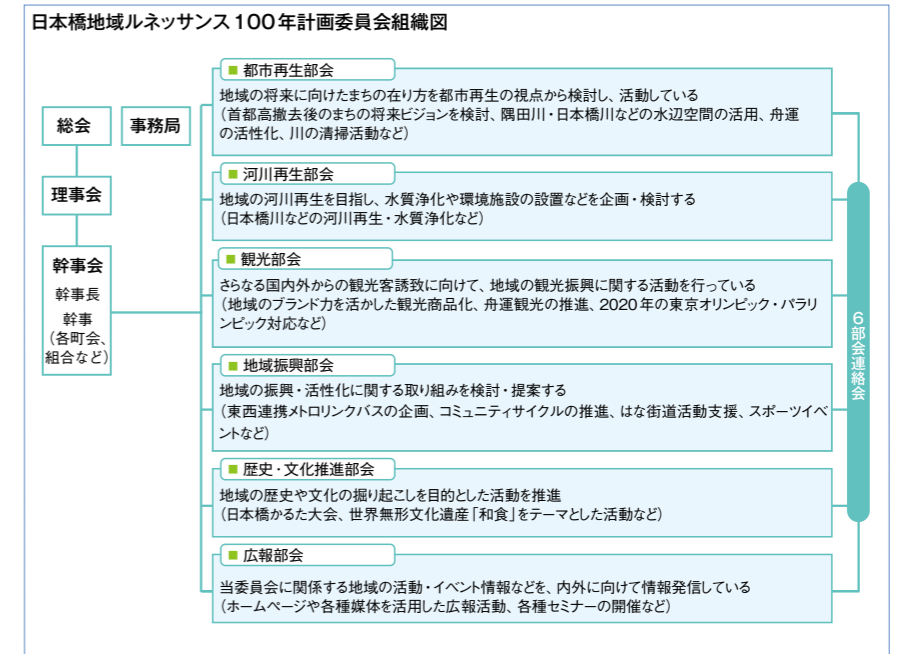 日本橋地域ルネッサンス100年計画委員会組織図
総会
事務局
理事会
幹事会
幹事長
幹事
（各町会、
組合など）
都市再生部会
地域の将来に向けたまちの在り方を都市再生の視点から検討し、活動している
（首都高撤去後のまちの将来ビジョンを検討、隅田川・日本橋川などの水辺空間の活用、舟運
の活性化、川の清掃活動など）
河川再生部会
地域の河川再生を目指し、水質浄化や環境施設の設置などを企画・検討する
（日本橋川などの河川再生・水質浄化など）
観光部会
さらなる国内外からの観光客誘致に向けて、地域の観光振興に関する活動を行っている
（地域のブランド力を活かした観光商品化、舟運観光の推進、2020年の東京オリンピック・パラリ
ンピック対応など）
地域振興部会
地域の振興・活性化に関する取り組みを検討・提案する
（東西連携メトロリンクバスの企画、コミュニティサイクルの推進、はな街道活動支援、スポーツイベ
ントなど）
歴史・文化推進部会
地域の歴史や文化の掘り起こしを目的とした活動を推進
（日本橋かるた大会、世界無形文化遺産「和食」をテーマとした活動など）
広報部会
当委員会に関係する地域の活動・イベント情報などを、内外に向けて情報発信している
（ホームページや各種媒体を活用した広報活動、各種セミナーの開催など）
6部会連絡会